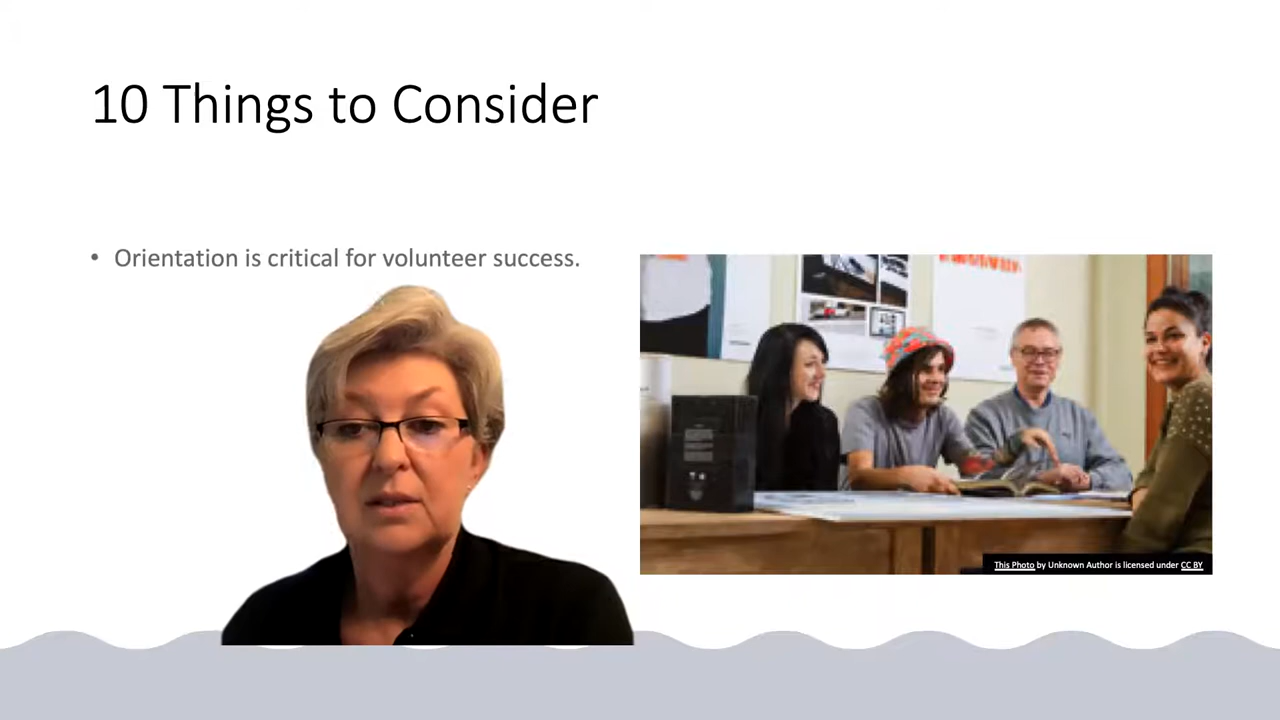 10 Things to Consider
• Orientation is critical for volunteer success.
This Photo by Unknown Author is licensed under CC BY